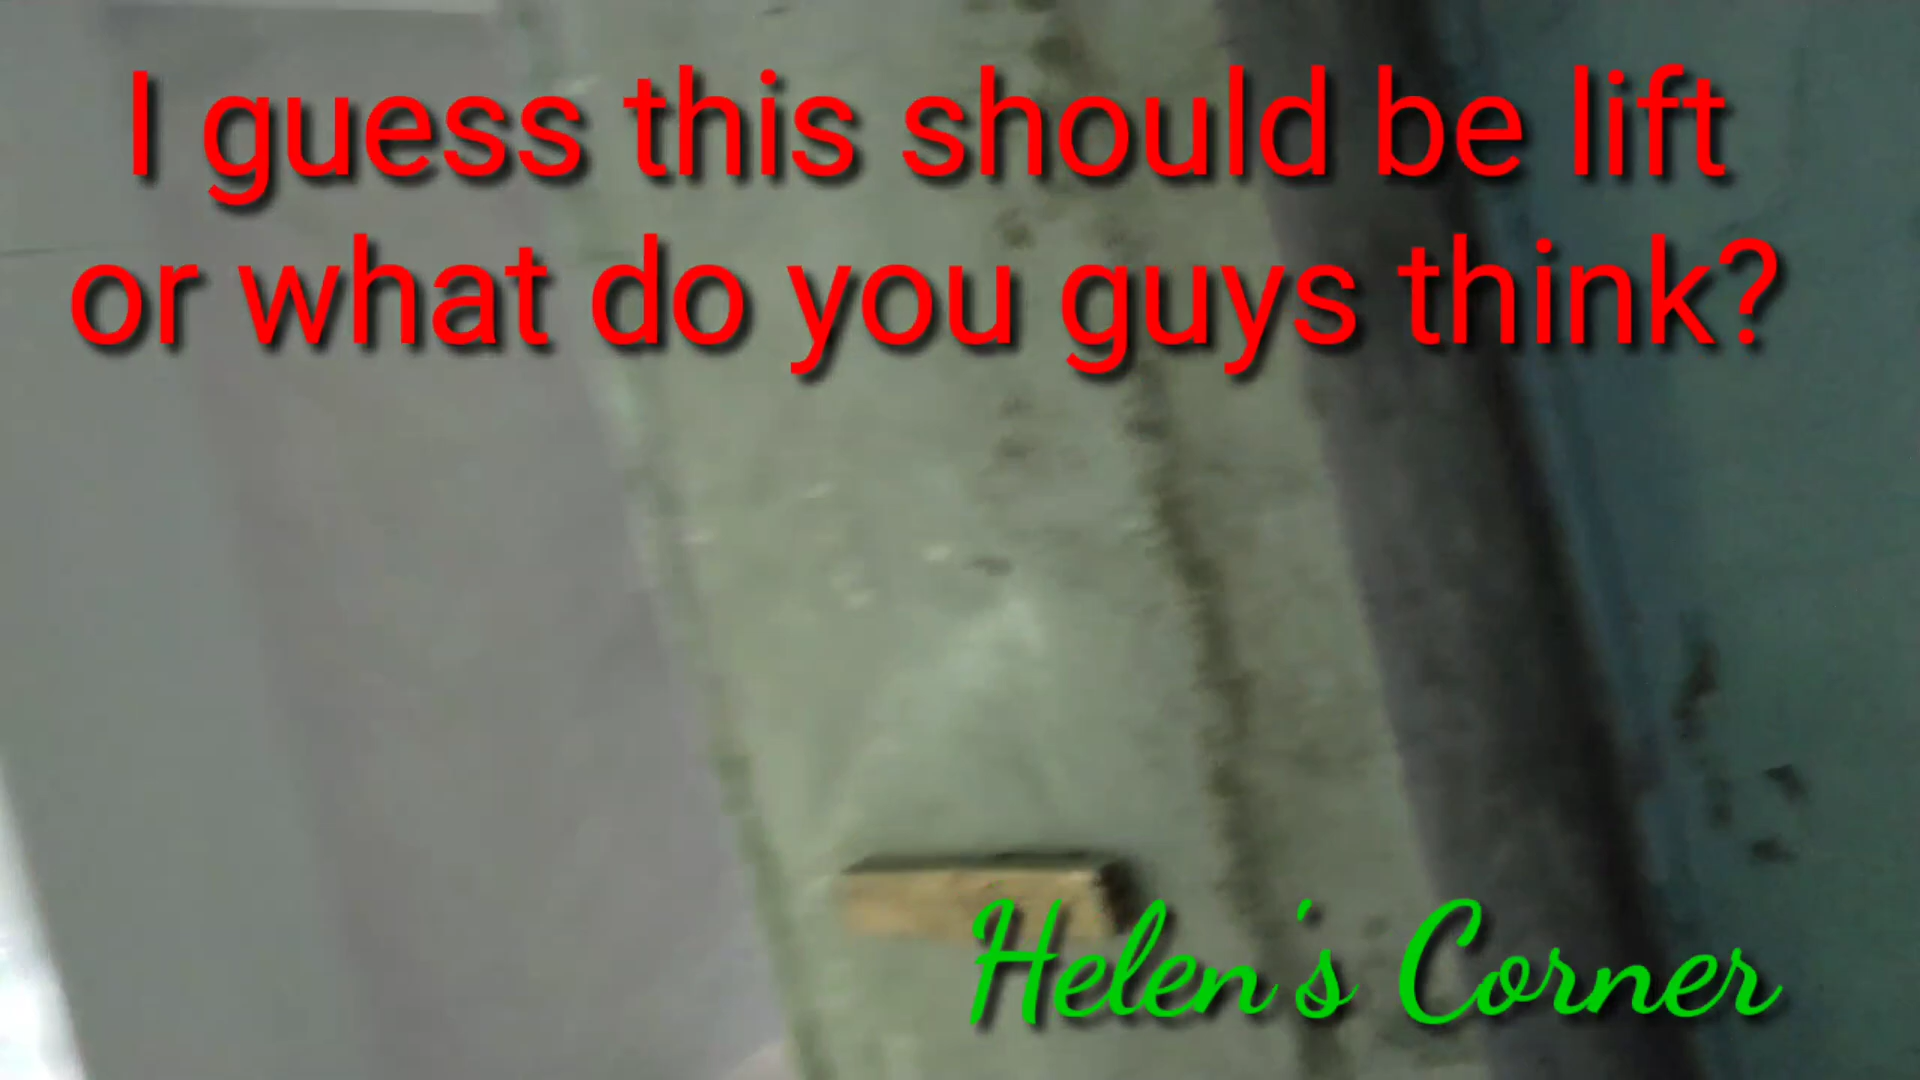 I guess this should be lift
or what do you guys think?
Helen's Corner